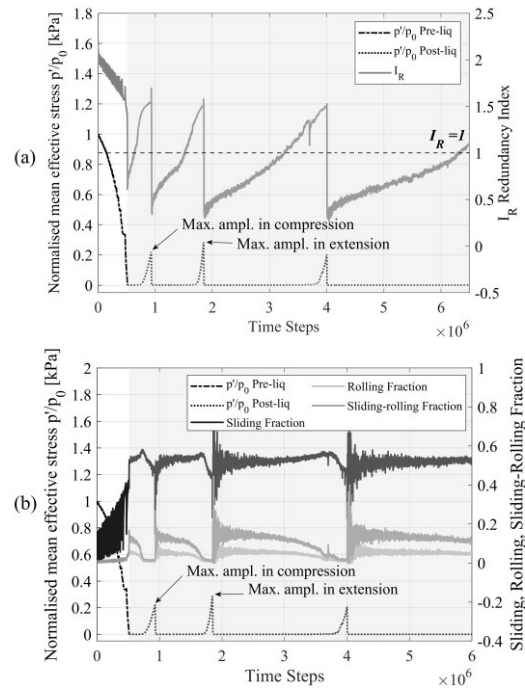 (a)
Normalised mean effective stress p'/p₀ [kPa]
1.8
1.6
1.4
1.2
1
0.8
0.6
0.4
0.2
0
2.5
2
1.5
1
0.5
0
-0.5
I_R Redundancy Index
p'/p₀ Pre-liq
p'/p₀ Post-liq
I_R
I_R =1
Max. ampl. in compression
Max. ampl. in extension
0 1 2 3 4 5 6
Time Steps
×10⁶
(b)
Normalised mean effective stress p'/p₀ [kPa]
2
1.8
1.6
1.4
1.2
1
0.8
0.6
0.4
0.2
0
1
0.8
0.6
0.4
0.2
0
-0.2
-0.4
Sliding, Rolling, Sliding-Rolling Fraction
p'/p₀ Pre-liq
p'/p₀ Post-liq
Sliding Fraction
Rolling Fraction
Sliding-rolling Fraction
Max. ampl. in compression
Max. ampl. in extension
0 1 2 3 4 5 6
Time Steps
×10⁶